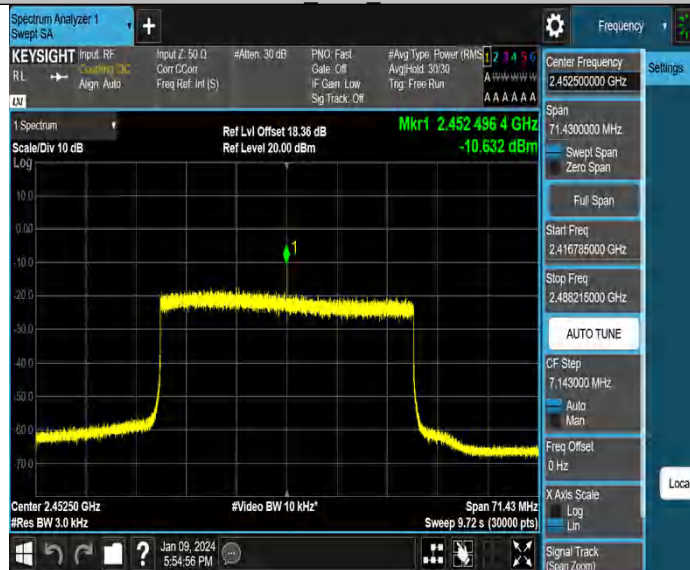 Spectrum Analyzer 1
Swept SA
+
Frequency
KEYSIGHT
RL
Input: RF
Coupling: DC
Align: Auto
Input Z: 50 Ω
Corr CCorr
Freq Ref: Int (S)
#Atten: 30 dB
PNO: Fast
Gate: Off
IF Gain: Low
Sig Track: Off
#Avg Type: Power (RMS
Avg|Hold: 30/30
Trig: Free Run
1 2 3 4 5 6
A W W W W W
A A A A A A
LXI
1 Spectrum
Scale/Div 10 dB
Log
Ref Lvl Offset 18.36 dB
Ref Level 20.00 dBm
Mkr1 2.452 496 4 GHz
-10.632 dBm
1
10.0
0.00
-10.0
-20.0
-30.0
-40.0
-50.0
-60.0
-70.0
Center 2.45250 GHz
#Res BW 3.0 kHz
#Video BW 10 kHz*
Span 71.43 MHz
Sweep 9.72 s (30000 pts)
?
Jan 09, 2024
5:54:56 PM
Center Frequency
2.452500000 GHz
Settings
Span
71.4300000 MHz
Swept Span
Zero Span
Full Span
Start Freq
2.416785000 GHz
Stop Freq
2.488215000 GHz
AUTO TUNE
CF Step
7.143000 MHz
Auto
Man
Freq Offset
0 Hz
X Axis Scale
Log
Lin
Loca
Signal Track
(Span Zoom)